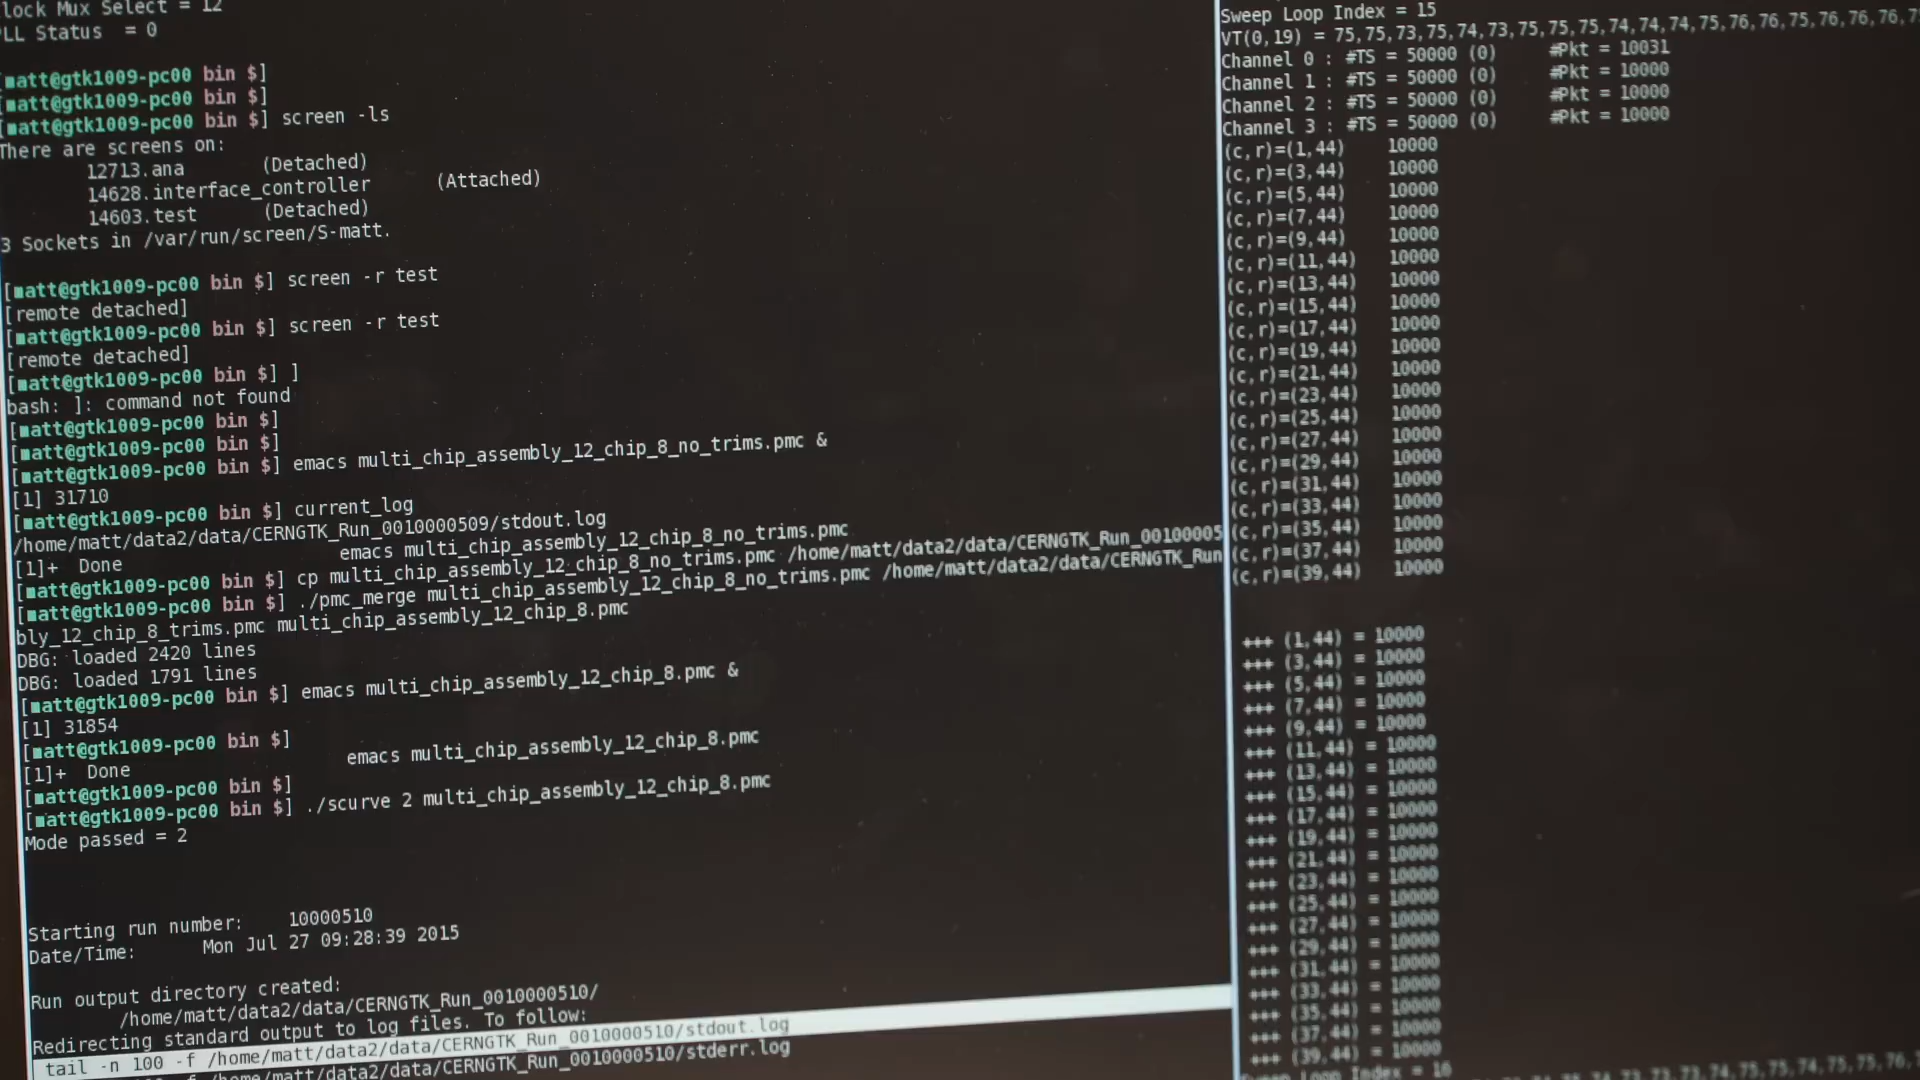 lock Mux Select = 12
LL Status = 0
[matt@gtk1009-pc00 bin $]
[matt@gtk1009-pc00 bin $]
[matt@gtk1009-pc00 bin $] screen -ls
There are screens on:
12713.ana (Detached)
14628.interface_controller (Attached)
14603.test (Detached)
3 Sockets in /var/run/screen/S-matt.
[matt@gtk1009-pc00 bin $] screen -r test
[remote detached]
[matt@gtk1009-pc00 bin $] screen -r test
[remote detached]
[matt@gtk1009-pc00 bin $] ]
bash: ]: command not found
[matt@gtk1009-pc00 bin $]
[matt@gtk1009-pc00 bin $]
[matt@gtk1009-pc00 bin $] emacs multi_chip_assembly_12_chip_8_no_trims.pmc &
[1] 31710
[matt@gtk1009-pc00 bin $] current_log
/home/matt/data2/data/CERNGTK_Run_0010000509/stdout.log
[1]+ Done emacs multi_chip_assembly_12_chip_8_no_trims.pmc
[matt@gtk1009-pc00 bin $] cp multi_chip_assembly_12_chip_8_no_trims.pmc /home/matt/data2/data/CERNGTK_Run_00100005
[matt@gtk1009-pc00 bin $] ./pmc_merge multi_chip_assembly_12_chip_8_no_trims.pmc /home/matt/data2/data/CERNGTK_Run
bly_12_chip_8_trims.pmc multi_chip_assembly_12_chip_8.pmc
DBG: loaded 2420 lines
DBG: loaded 1791 lines
[matt@gtk1009-pc00 bin $] emacs multi_chip_assembly_12_chip_8.pmc &
[1] 31854
[matt@gtk1009-pc00 bin $]
[1]+ Done emacs multi_chip_assembly_12_chip_8.pmc
[matt@gtk1009-pc00 bin $]
[matt@gtk1009-pc00 bin $] ./scurve 2 multi_chip_assembly_12_chip_8.pmc
Mode passed = 2
Starting run number: 10000510
Date/Time: Mon Jul 27 09:28:39 2015
Run output directory created:
/home/matt/data2/data/CERNGTK_Run_0010000510/
Redirecting standard output to log files. To follow:
tail -n 100 -f /home/matt/data2/data/CERNGTK_Run_0010000510/stdout.log
-f /home/matt/data2/data/CERNGTK_Run_0010000510/stderr.log
Sweep Loop Index = 15
VT(0,19) = 75,75,73,75,74,73,75,75,75,74,74,74,75,76,76,75,76,76,76,75
Channel 0 : #TS = 50000 (0) #Pkt = 10031
Channel 1 : #TS = 50000 (0) #Pkt = 10000
Channel 2 : #TS = 50000 (0) #Pkt = 10000
Channel 3 : #TS = 50000 (0) #Pkt = 10000
(c,r)=(1,44) 10000
(c,r)=(3,44) 10000
(c,r)=(5,44) 10000
(c,r)=(7,44) 10000
(c,r)=(9,44) 10000
(c,r)=(11,44) 10000
(c,r)=(13,44) 10000
(c,r)=(15,44) 10000
(c,r)=(17,44) 10000
(c,r)=(19,44) 10000
(c,r)=(21,44) 10000
(c,r)=(23,44) 10000
(c,r)=(25,44) 10000
(c,r)=(27,44) 10000
(c,r)=(29,44) 10000
(c,r)=(31,44) 10000
(c,r)=(33,44) 10000
(c,r)=(35,44) 10000
(c,r)=(37,44) 10000
(c,r)=(39,44) 10000
+++ (1,44) = 10000
+++ (3,44) = 10000
+++ (5,44) = 10000
+++ (7,44) = 10000
+++ (9,44) = 10000
+++ (11,44) = 10000
+++ (13,44) = 10000
+++ (15,44) = 10000
+++ (17,44) = 10000
+++ (19,44) = 10000
+++ (21,44) = 10000
+++ (23,44) = 10000
+++ (25,44) = 10000
+++ (27,44) = 10000
+++ (29,44) = 10000
+++ (31,44) = 10000
+++ (33,44) = 10000
+++ (35,44) = 10000
+++ (37,44) = 10000
+++ (39,44) = 10000
Sweep Loop Index = 16